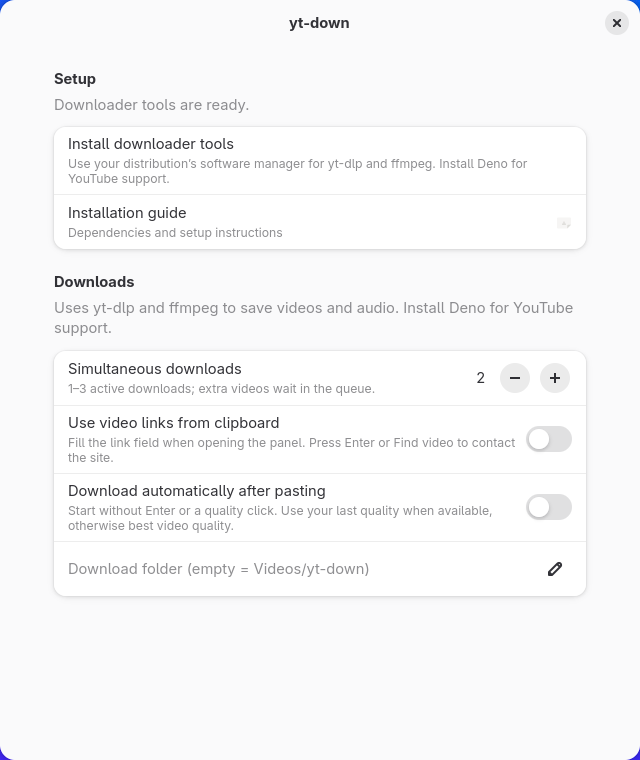 yt-down
Setup
Downloader tools are ready.
Install downloader tools
Use your distribution’s software manager for yt-dlp and ffmpeg. Install Deno for
YouTube support.
Installation guide
Dependencies and setup instructions
Downloads
Uses yt-dlp and ffmpeg to save videos and audio. Install Deno for YouTube
support.
Simultaneous downloads
2
1–3 active downloads; extra videos wait in the queue.
Use video links from clipboard
Fill the link field when opening the panel. Press Enter or Find video to contact
the site.
Download automatically after pasting
Start without Enter or a quality click. Use your last quality when available,
otherwise best video quality.
Download folder (empty = Videos/yt-down)